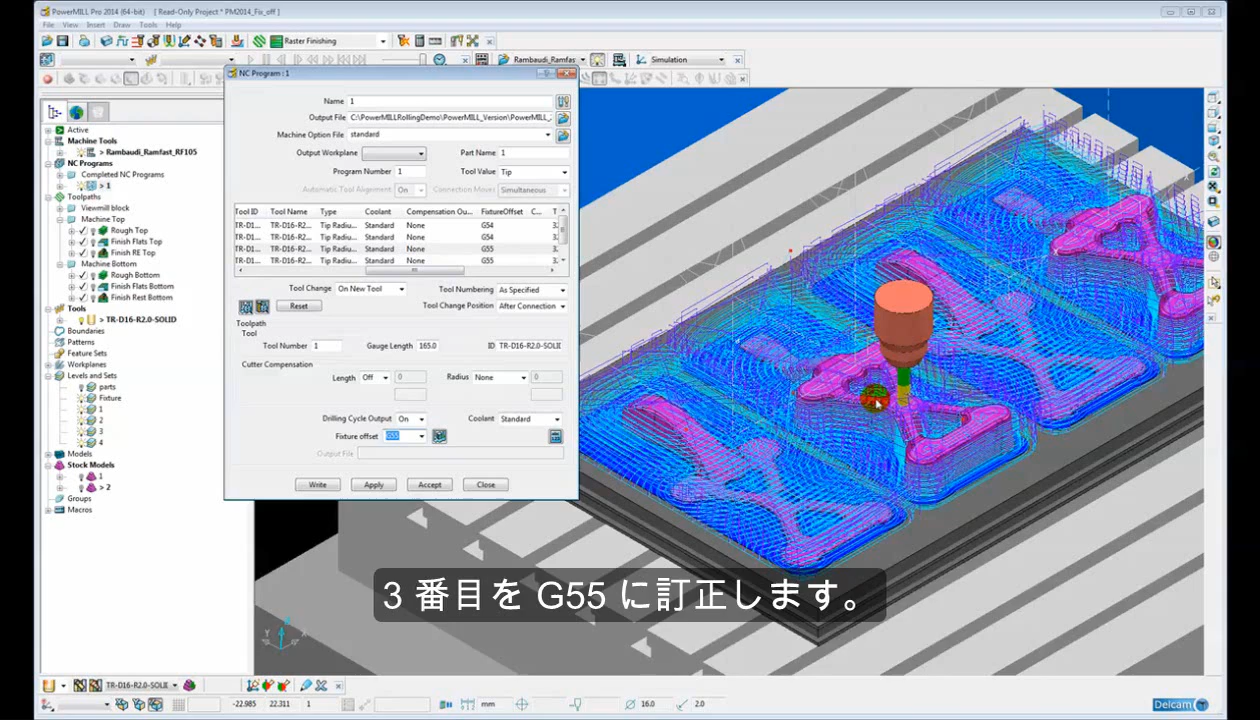 PowerMILL Pro 2014 (64-bit) - [ Read-Only Project * PM2014_Fix_off ]
File View Insert Draw Tools Help
Raster Finishing
Rambaudi_Ramfas
Simulation
NC Program : 1
Name 1
Output File C:\PowerMILLRollingDemo\PowerMILL_Version\PowerMILL_
Machine Option File standard
Output Workplane Part Name 1
Program Number 1 Tool Value Tip
Automatic Tool Alignment On Connection Moves Simultaneous
Tool ID Tool Name Type Coolant Compensation Ou... FixtureOffset C... T
TR-D1... TR-D16-R2... Tip Radiu... Standard None G54
TR-D1... TR-D16-R2... Tip Radiu... Standard None G54
TR-D1... TR-D16-R2... Tip Radiu... Standard None G55
TR-D1... TR-D16-R2... Tip Radiu... Standard None G55
Tool Change On New Tool Tool Numbering As Specified
Reset Tool Change Position After Connection
Toolpath
Tool
Tool Number 1 Gauge Length 165.0 ID TR-D16-R2.0-SOLI
Cutter Compensation
Length Off 0 Radius None 0
Drilling Cycle Output On Coolant Standard
Fixture offset G55
Output File
Write Apply Accept Close
Active
Machine Tools
> Rambaudi_Ramfast_RF105
NC Programs
Completed NC Programs
> 1
Toolpaths
Viewmill block
Machine Top
Rough Top
Finish Flats Top
Finish RE Top
Machine Bottom
Rough Bottom
Finish Flats Bottom
Finish Rest Bottom
Tools
> TR-D16-R2.0-SOLID
Boundaries
Patterns
Feature Sets
Workplanes
Levels and Sets
parts
Fixture
1
2
3
4
Models
Stock Models
1
> 2
Groups
Macros
3 番目を G55 に訂正します。
TR-D16-R2.0-SOLI
-22.985 22.311 1 mm 16.0 2.0
Delcam